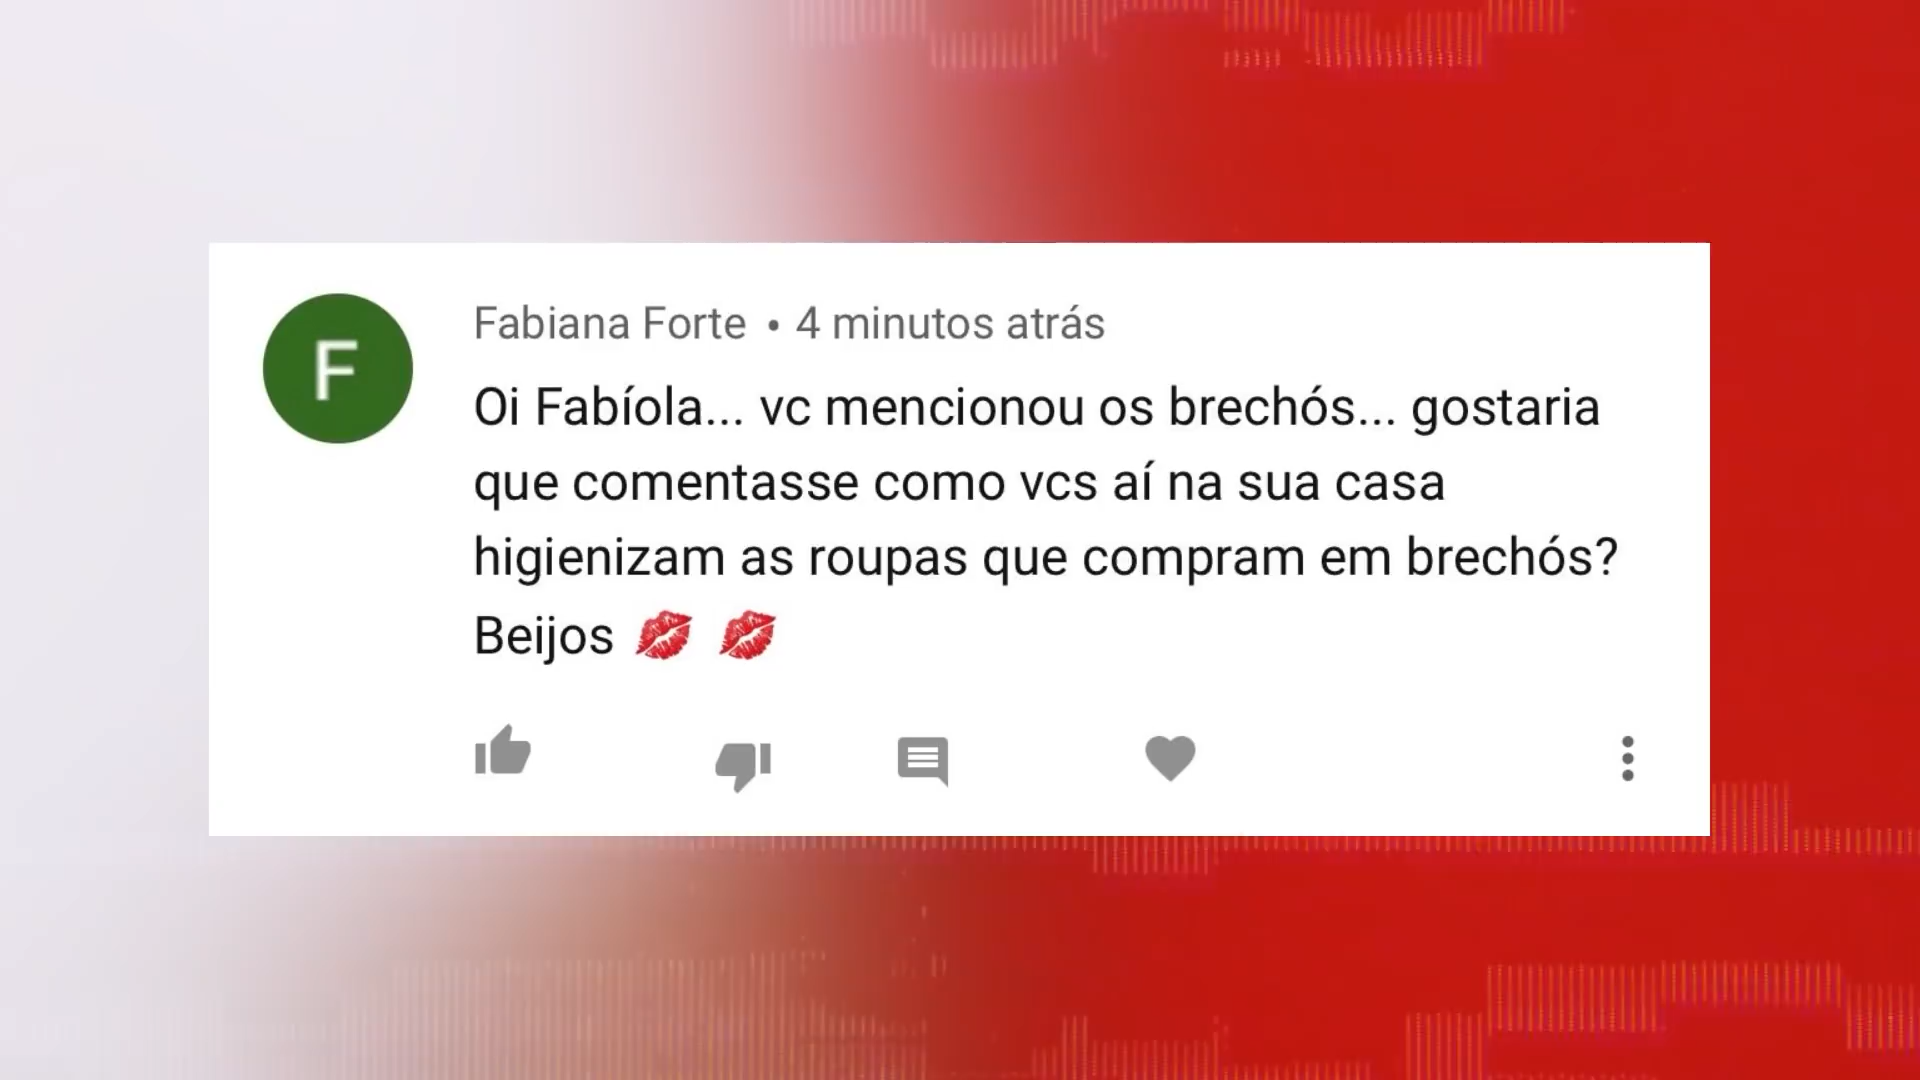 F
Fabiana Forte • 4 minutos atrás
Oi Fabíola... vc mencionou os brechós... gostaria
que comentasse como vcs aí na sua casa
higienizam as roupas que compram em brechós?
Beijos 💋 💋